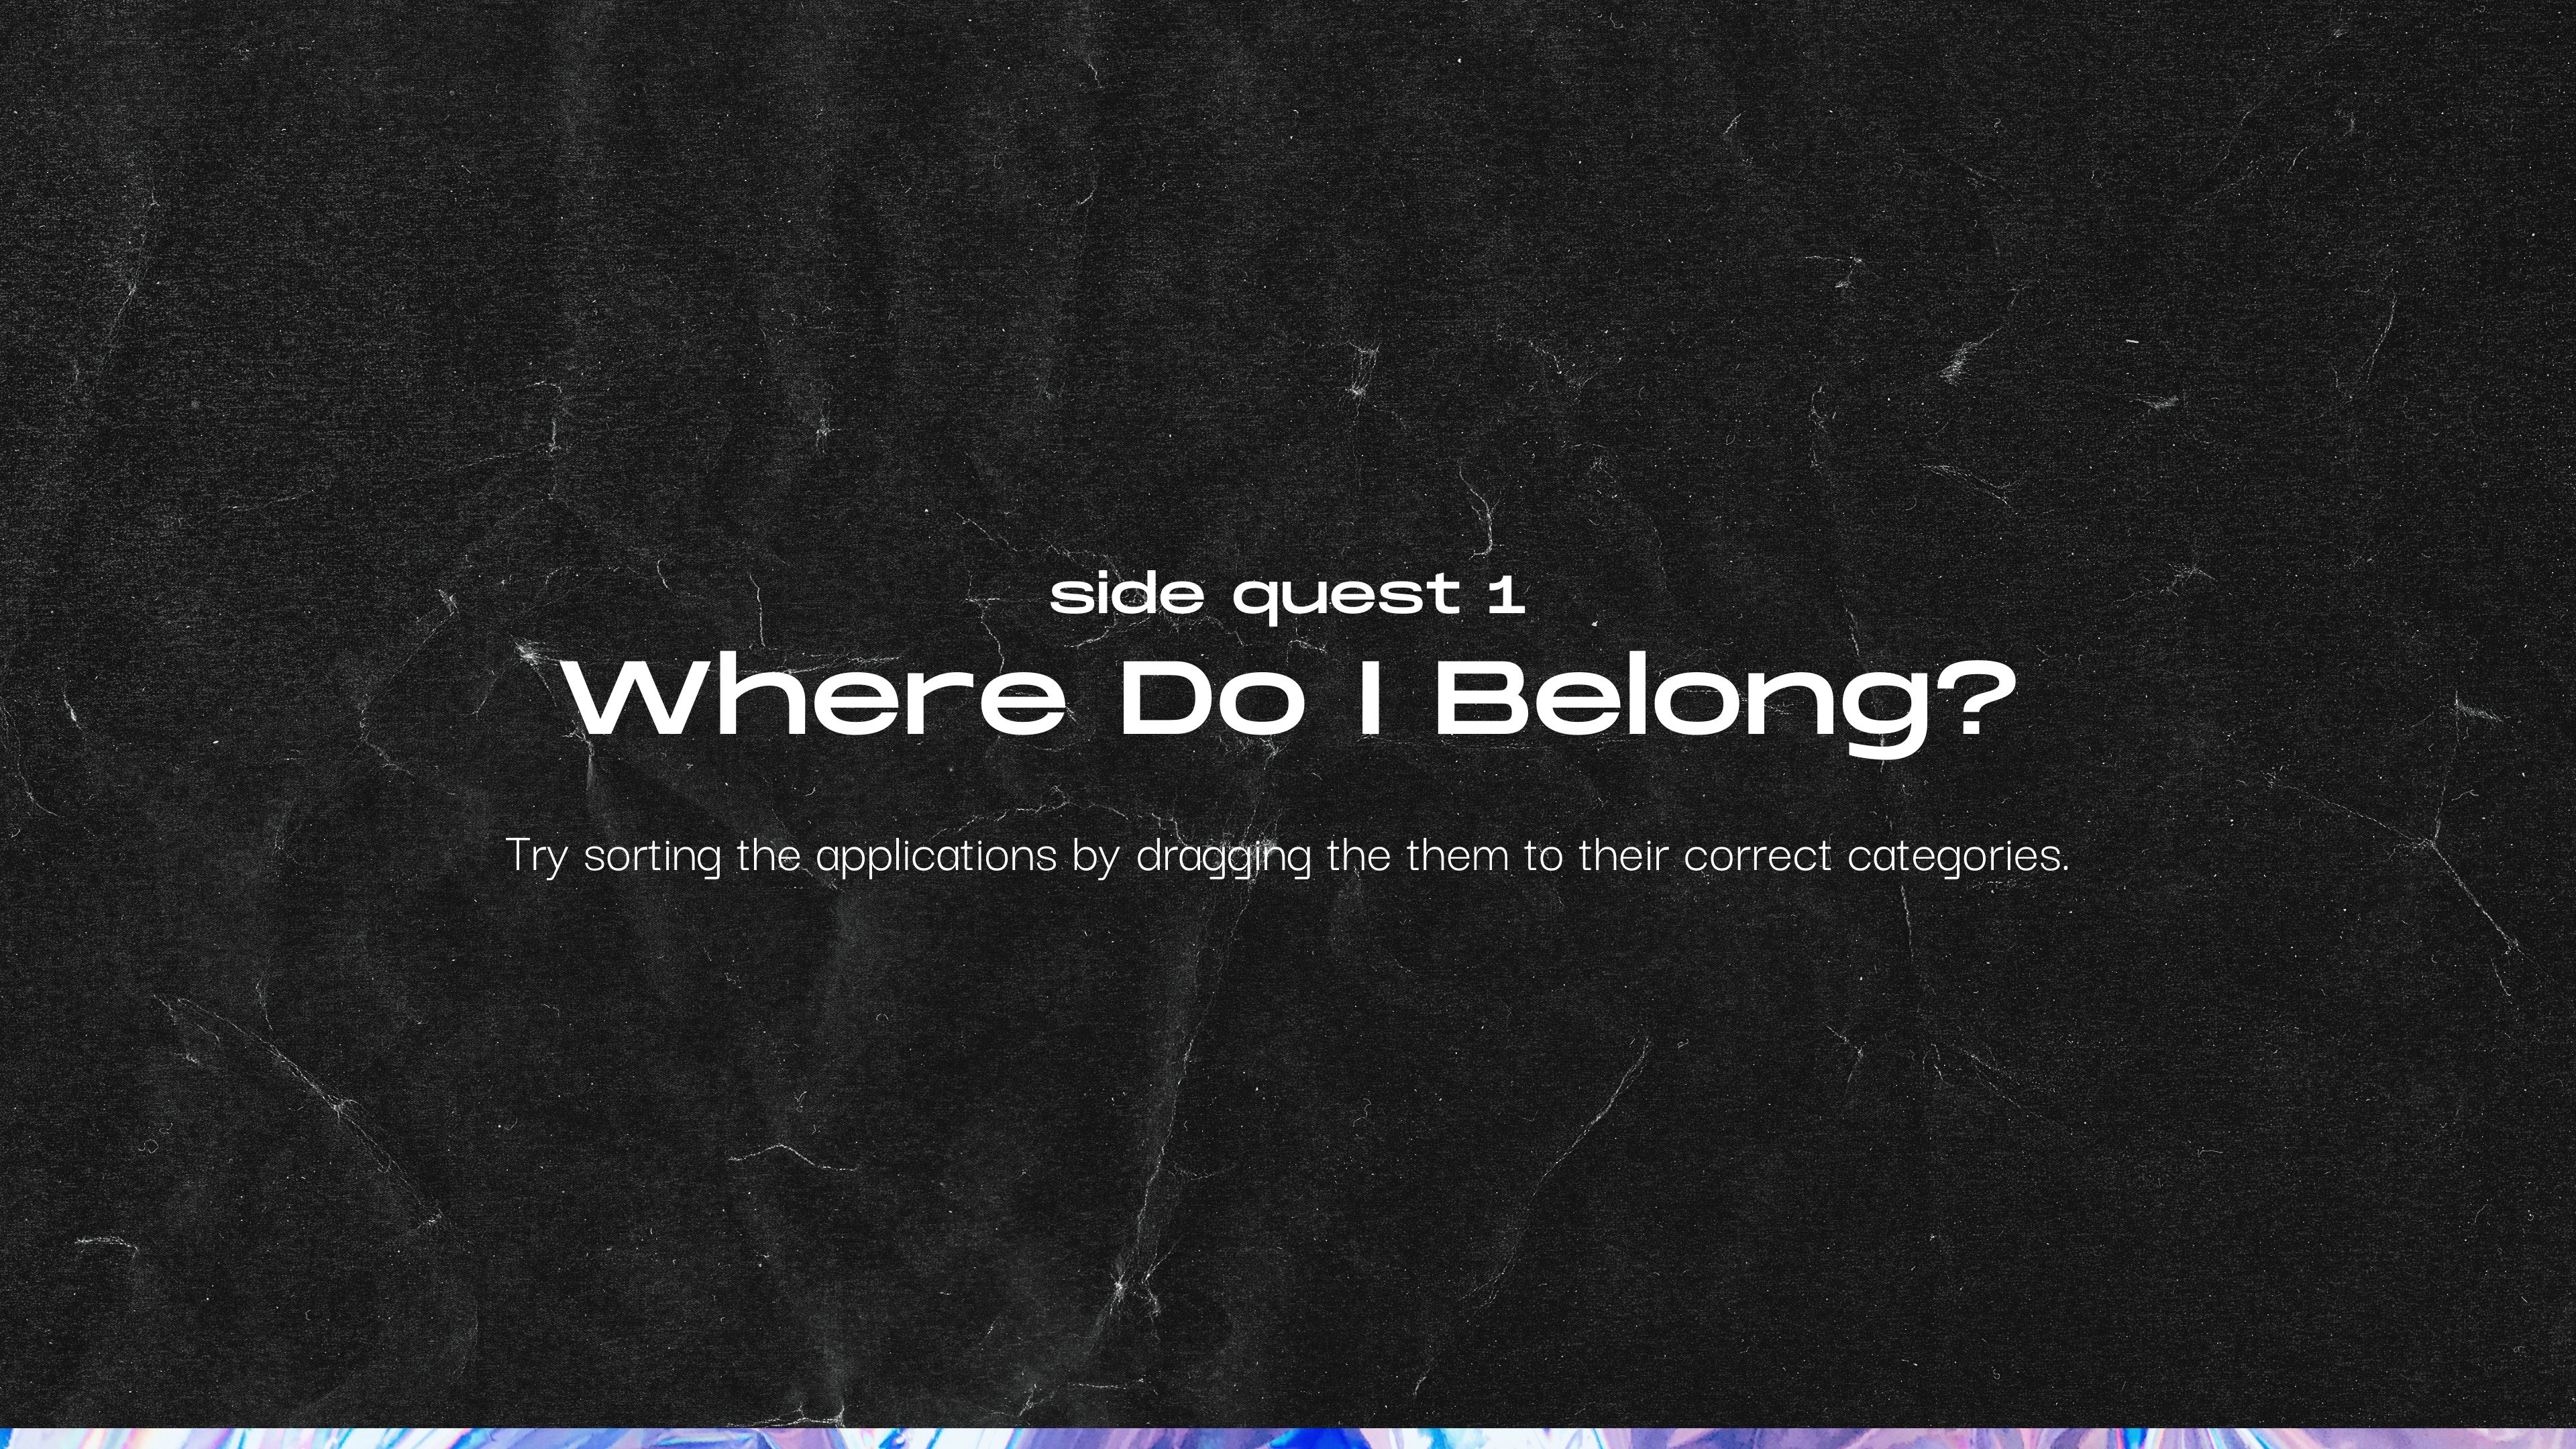 side quest 1
Where Do I Belong?
Try sorting the applications by dragging the them to their correct categories.